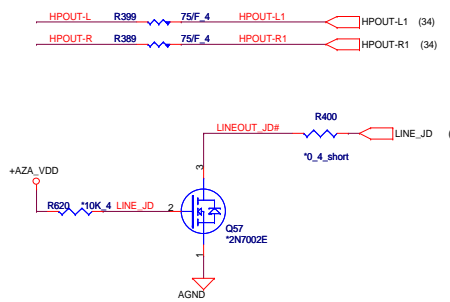 HPOUT-L R399 75/F_4 HPOUT-L1 HPOUT-L1 (34)
HPOUT-R R389 75/F_4 HPOUT-R1 HPOUT-R1 (34)
R400
LINEOUT_JD# LINE_JD (
*0_4_short
3
+AZA_VDD
R620 *10K_4 LINE_JD 2
Q57
*2N7002E
1
AGND